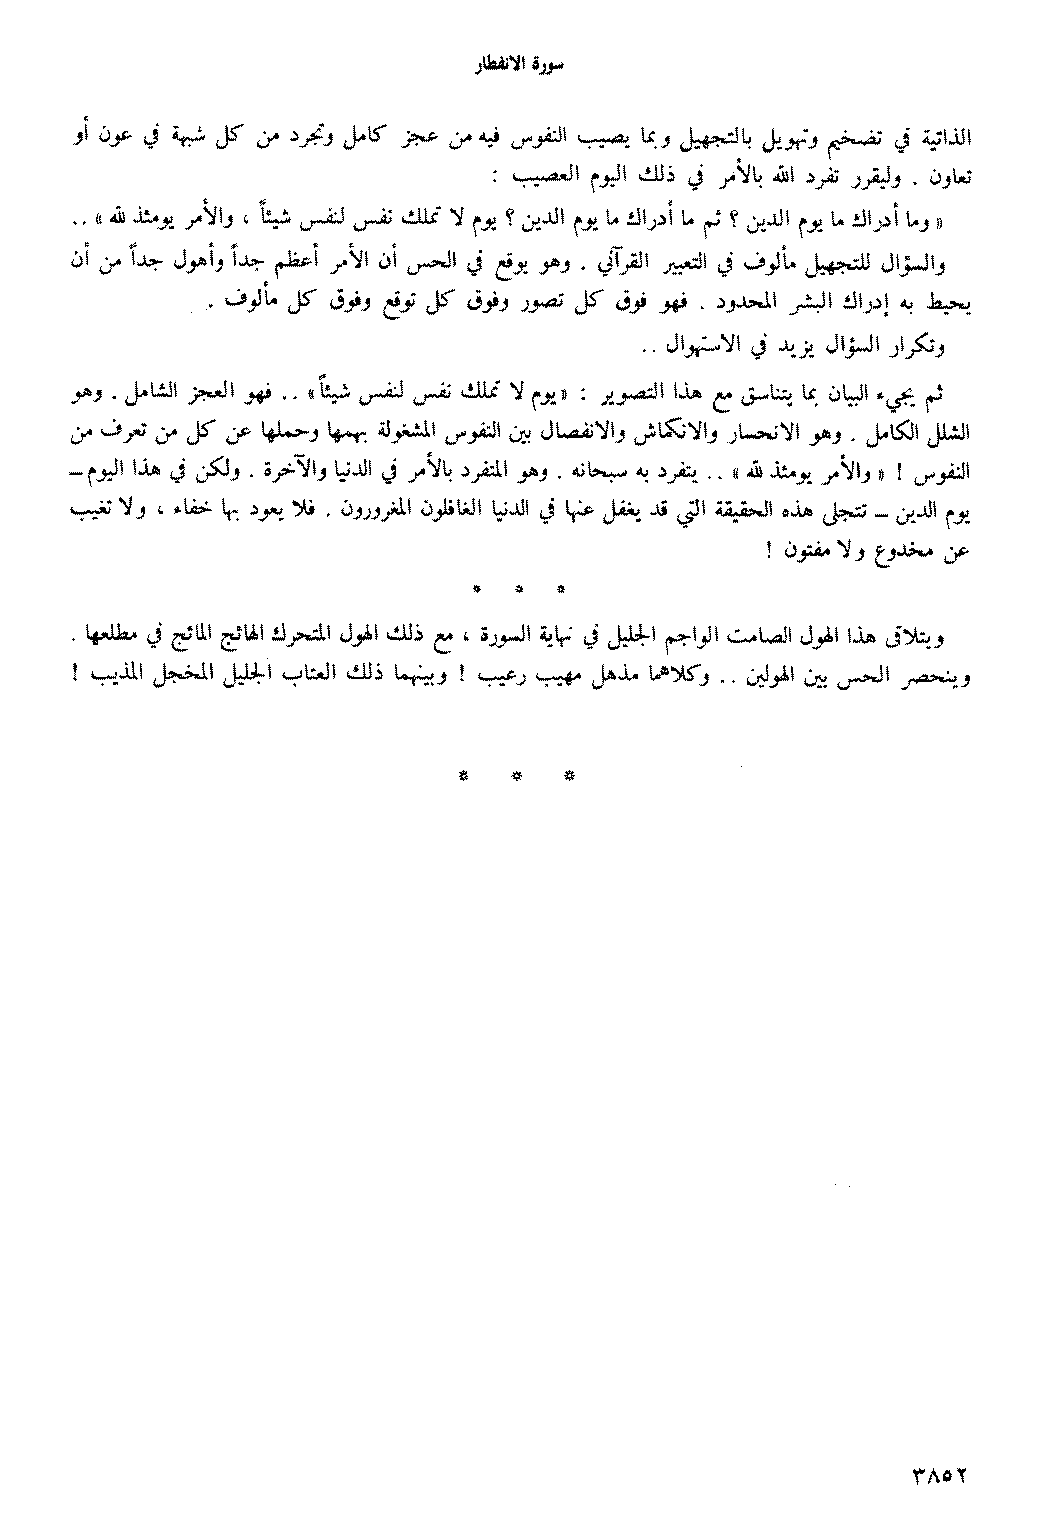 سورة الانفطار
الذاتية في تضخيم وتهويل بالتجهيل وبما يصيب النفوس فيه من عجز كامل وتجرد من كل شبهة في عون أو
تعاون . وليقرر تفرد الله بالأمر في ذلك اليوم العصيب :
« وما أدراك ما يوم الدين ؟ ثم ما أدراك ما يوم الدين ؟ يوم لا تملك نفس لنفس شيئاً ، والأمر يومئذ لله » ..
والسؤال للتجهيل مألوف في التعبير القرآني . وهو يوقع في الحس أن الأمر أعظم جداً وأهول جداً من أن
يحيط به إدراك البشر المحدود . فهو فوق كل تصور وفوق كل توقع وفوق كل مألوف .
وتكرار السؤال يزيد في الاستهوال ..
ثم يجيء البيان بما يتناسق مع هذا التصوير : « يوم لا تملك نفس لنفس شيئاً » .. فهو العجز الشامل . وهو
الشلل الكامل . وهو الانحسار والانكماش والانفصال بين النفوس المشغولة بهمها وحملها عن كل من تعرف من
النفوس ! « والأمر يومئذ لله » .. يتفرد به سبحانه . وهو المتفرد بالأمر في الدنيا والآخرة . ولكن في هذا اليوم –
يوم الدين – تتجلى هذه الحقيقة التي قد يغفل عنها في الدنيا الغافلون المغرورون . فلا يعود بها خفاء ، ولا تغيب
عن مخدوع ولا مفتون !
* * *
ويتلاقى هذا الهول الصامت الواجم الجليل في نهاية السورة ، مع ذلك الهول المتحرك الهائج المائج في مطلعها .
وينحصر الحس بين الهولين .. وكلاهما مذهل مهيب رعيب ! وبينهما ذلك العتاب الجليل المخجل المذيب !
* * *
٣٨٥٢